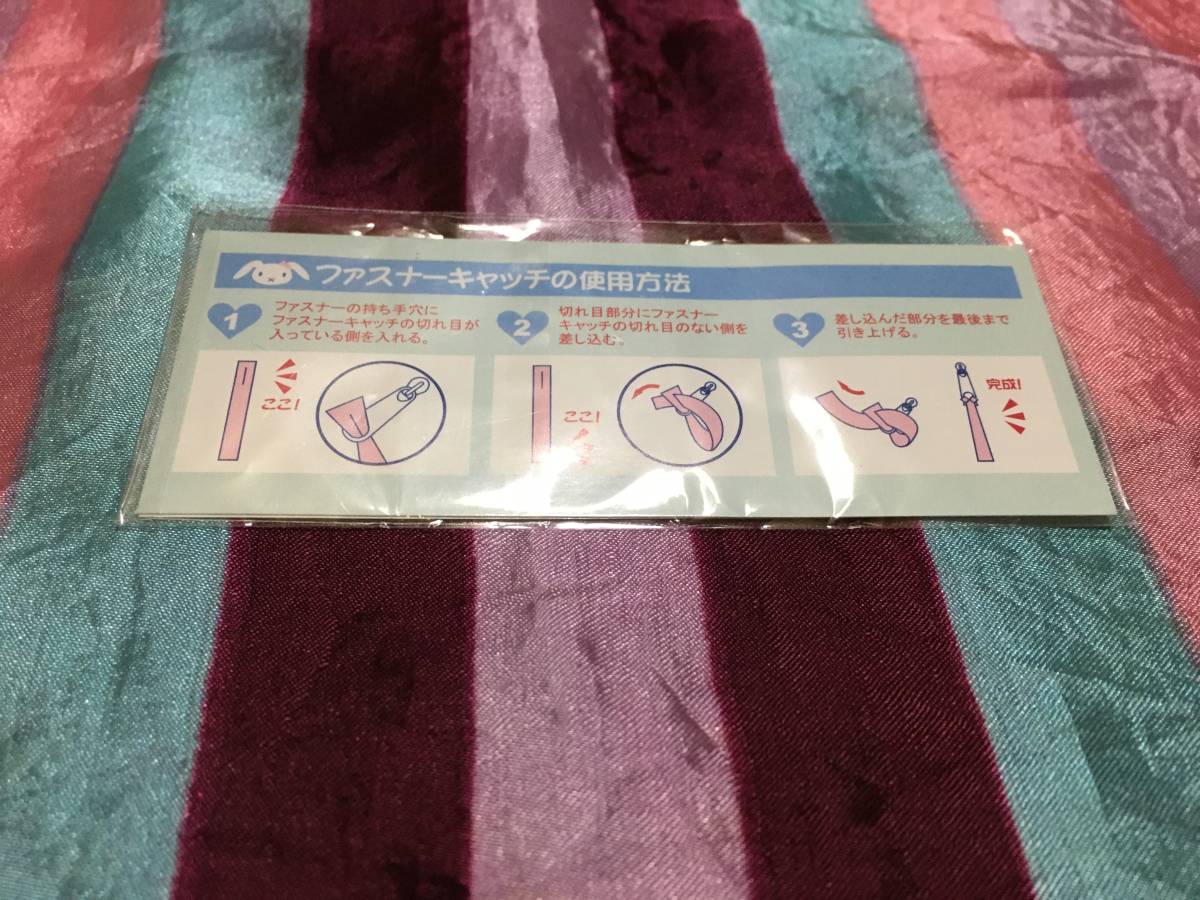 ファスナーキャッチの使用方法
1
ファスナーの持ち手穴に
ファスナーキャッチの切れ目が
入っている側を入れる。
ここ!
2
切れ目部分にファスナー
キャッチの切れ目のない側を
差し込む。
ここ!
3
差し込んだ部分を最後まで
引き上げる。
完成!